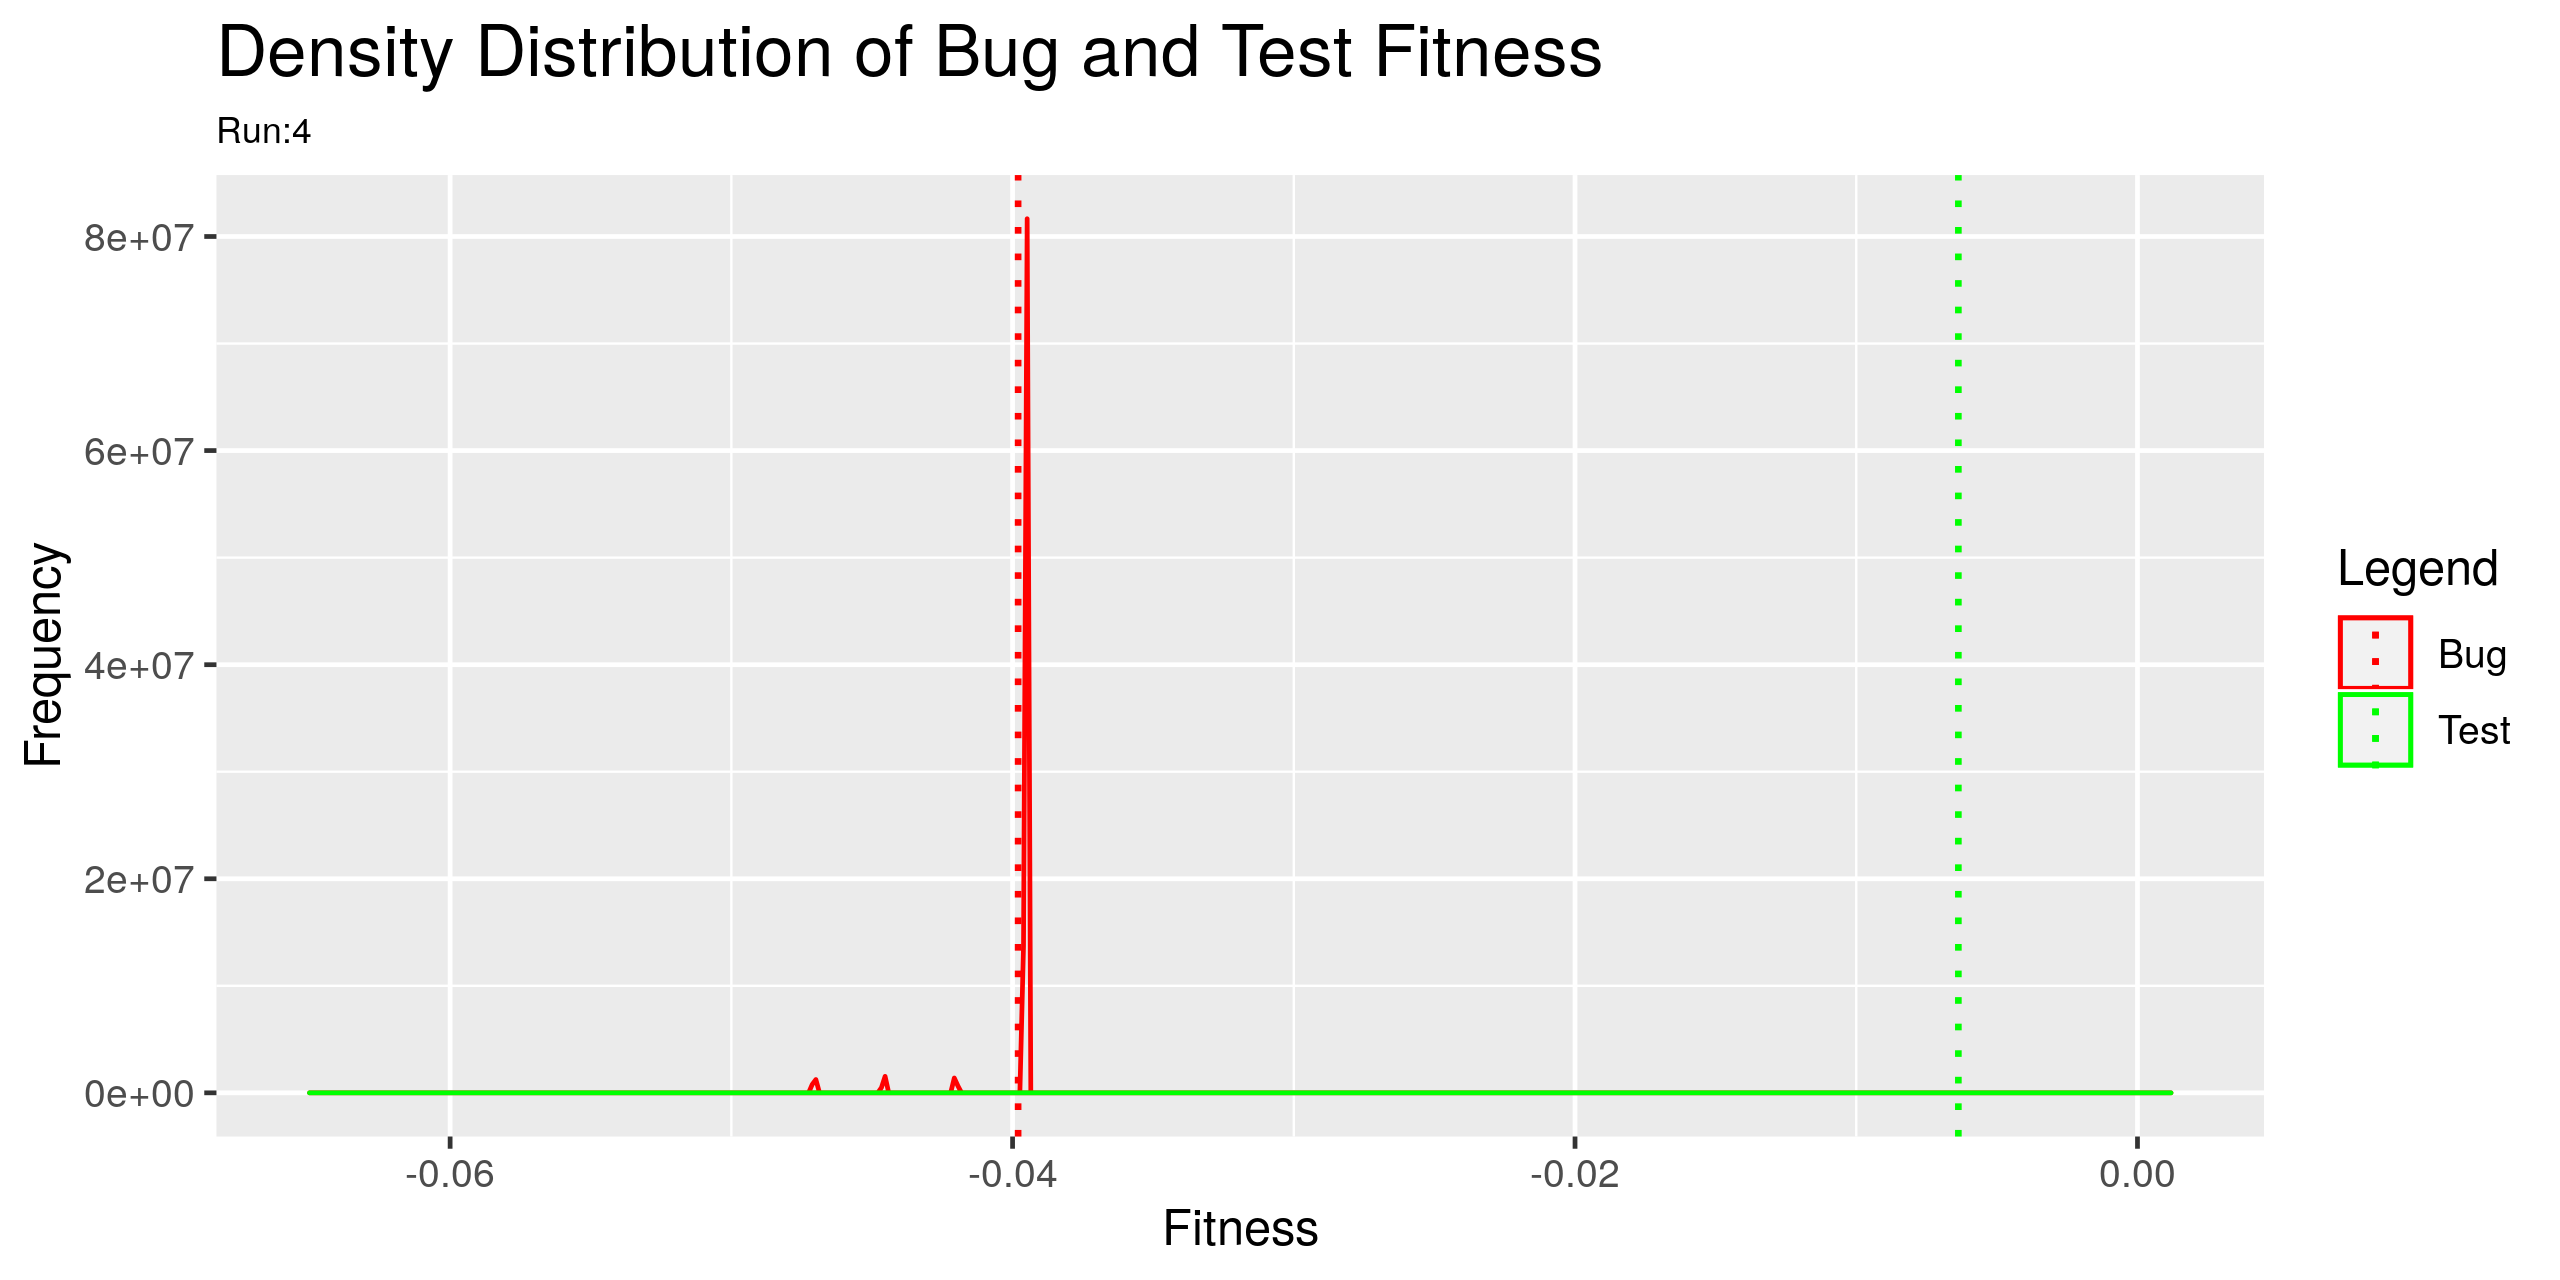 Density Distribution of Bug and Test Fitness
Run:4
8e+07
6e+07
4e+07
2e+07
0e+00
Frequency
-0.06
-0.04
-0.02
0.00
Fitness
Legend
Bug
Test